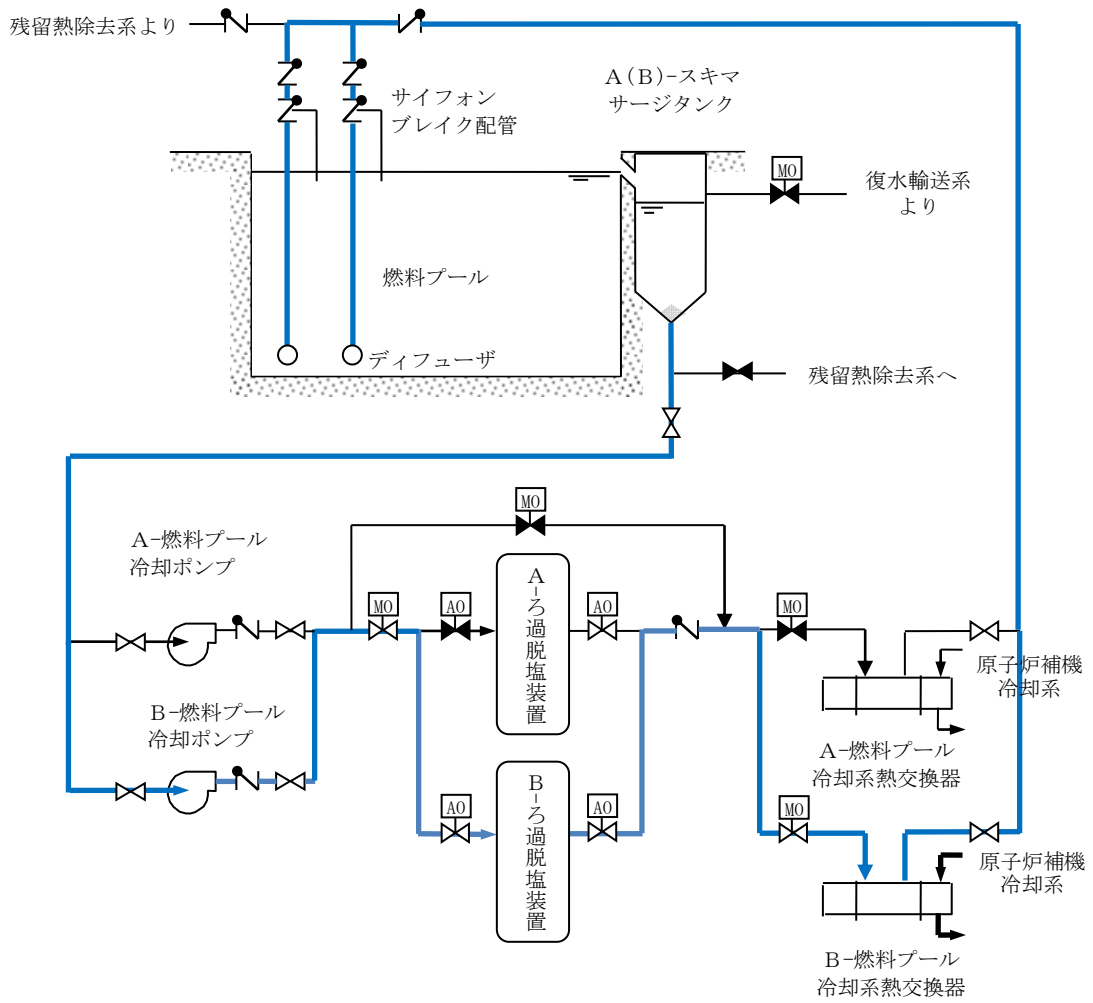 残留熱除去系より
A(B)-スキマ
サージタンク
サイフォン
ブレイク配管
MO
復水輸送系
より
燃料プール
ディフューザ
残留熱除去系へ
MO
A-燃料プール
冷却ポンプ
A-ろ過脱塩装置
MO
AO
AO
MO
原子炉補機
冷却系
B-燃料プール
冷却ポンプ
A-燃料プール
冷却系熱交換器
B-ろ過脱塩装置
AO
AO
MO
原子炉補機
冷却系
B-燃料プール
冷却系熱交換器